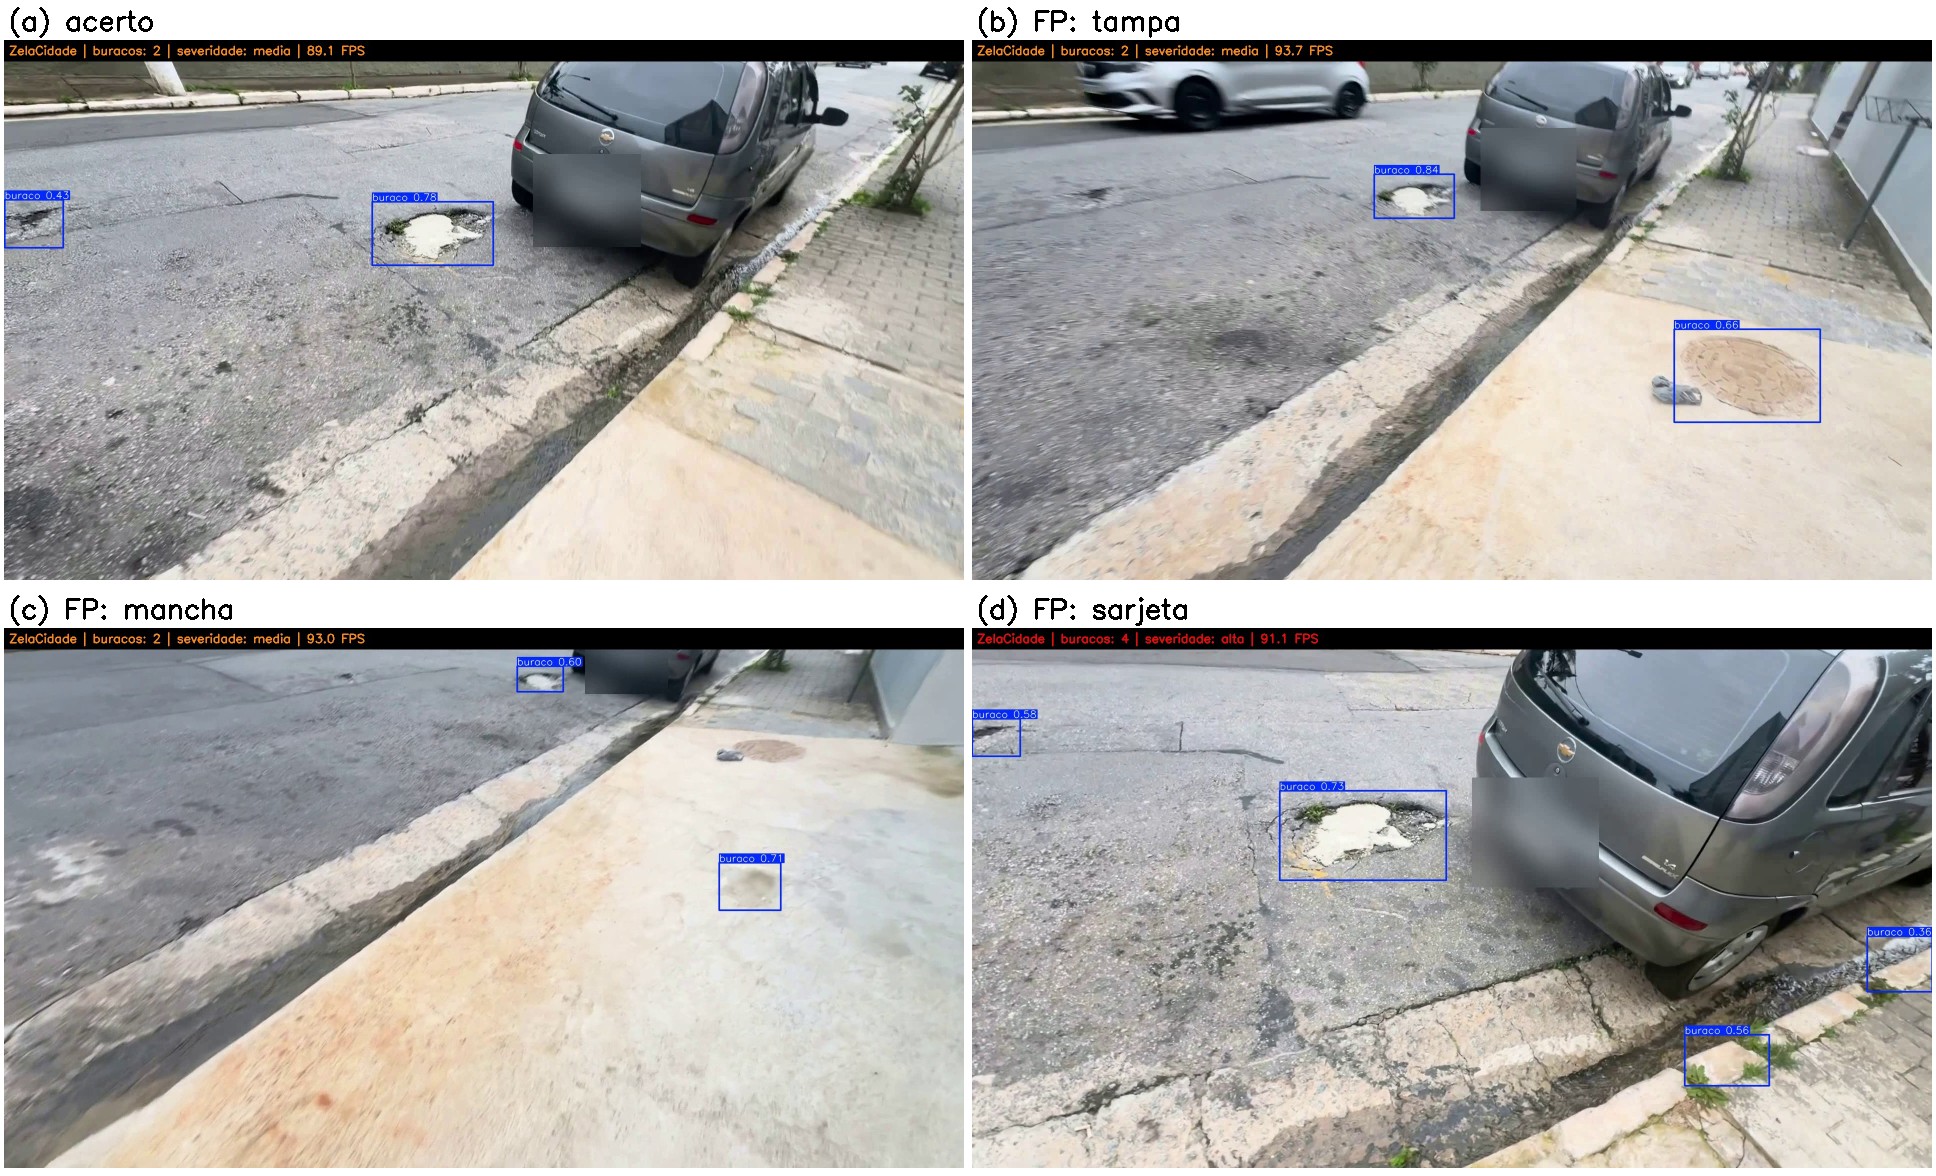 (a) acerto
ZelaCidade | buracos: 2 | severidade: media | 89.1 FPS
buraco 0.43
buraco 0.78
(b) FP: tampa
ZelaCidade | buracos: 2 | severidade: media | 93.7 FPS
buraco 0.84
buraco 0.66
(c) FP: mancha
ZelaCidade | buracos: 2 | severidade: media | 93.0 FPS
buraco 0.60
buraco 0.71
(d) FP: sarjeta
ZelaCidade | buracos: 4 | severidade: alta | 91.1 FPS
buraco 0.58
buraco 0.73
buraco 0.36
buraco 0.56